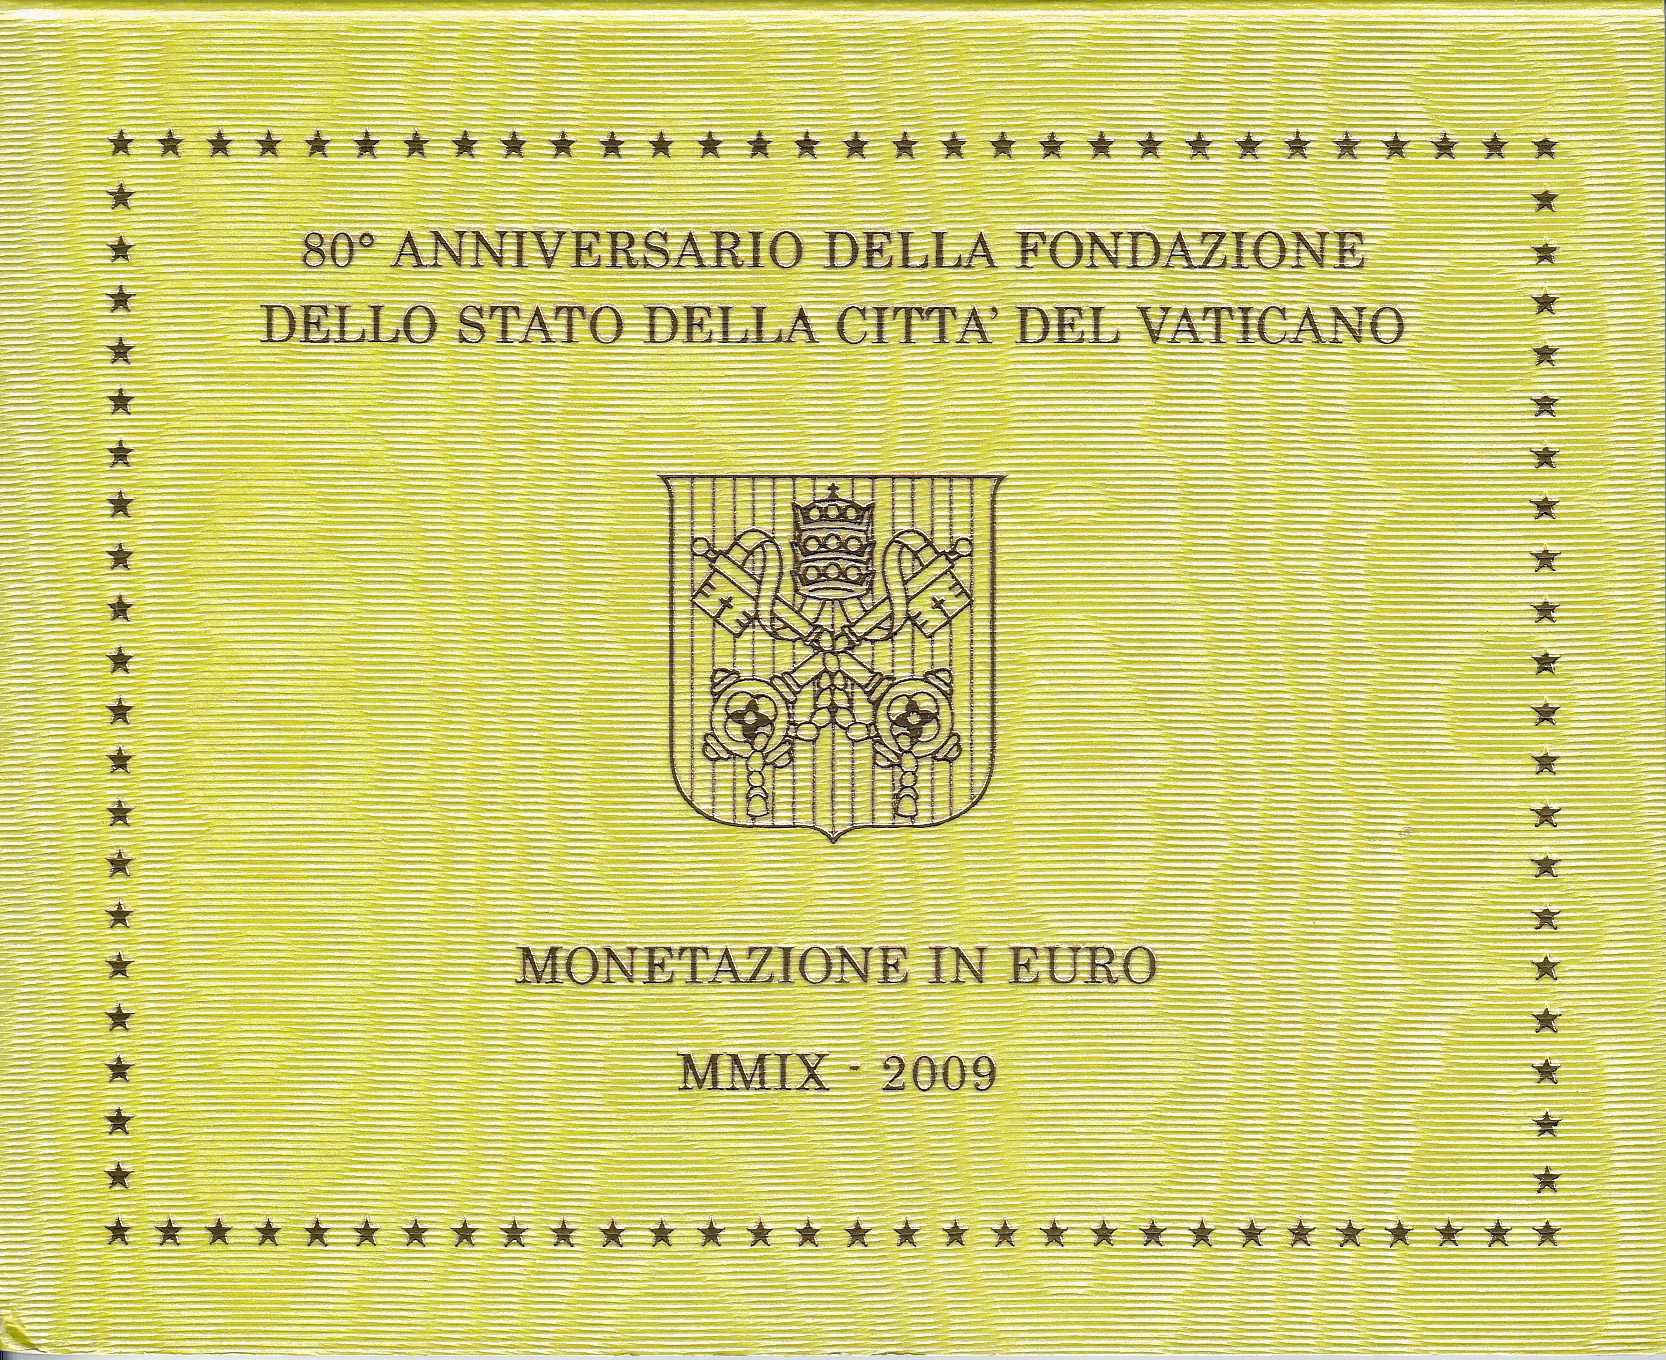 80° ANNIVERSARIO DELLA FONDAZIONE
DELLO STATO DELLA CITTA' DEL VATICANO
MONETAZIONE IN EURO
MMIX - 2009